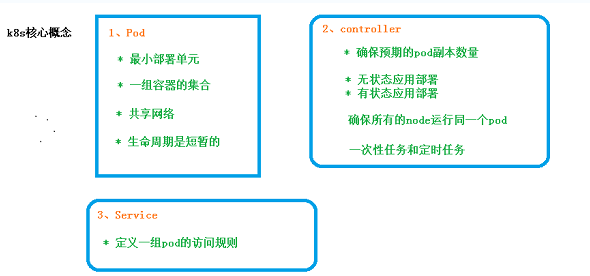 k8s核心概念
1、Pod
* 最小部署单元
* 一组容器的集合
* 共享网络
* 生命周期是短暂的
2、controller
* 确保预期的pod副本数量
* 无状态应用部署
* 有状态应用部署
确保所有的node运行同一个pod
一次性任务和定时任务
3、Service
* 定义一组pod的访问规则